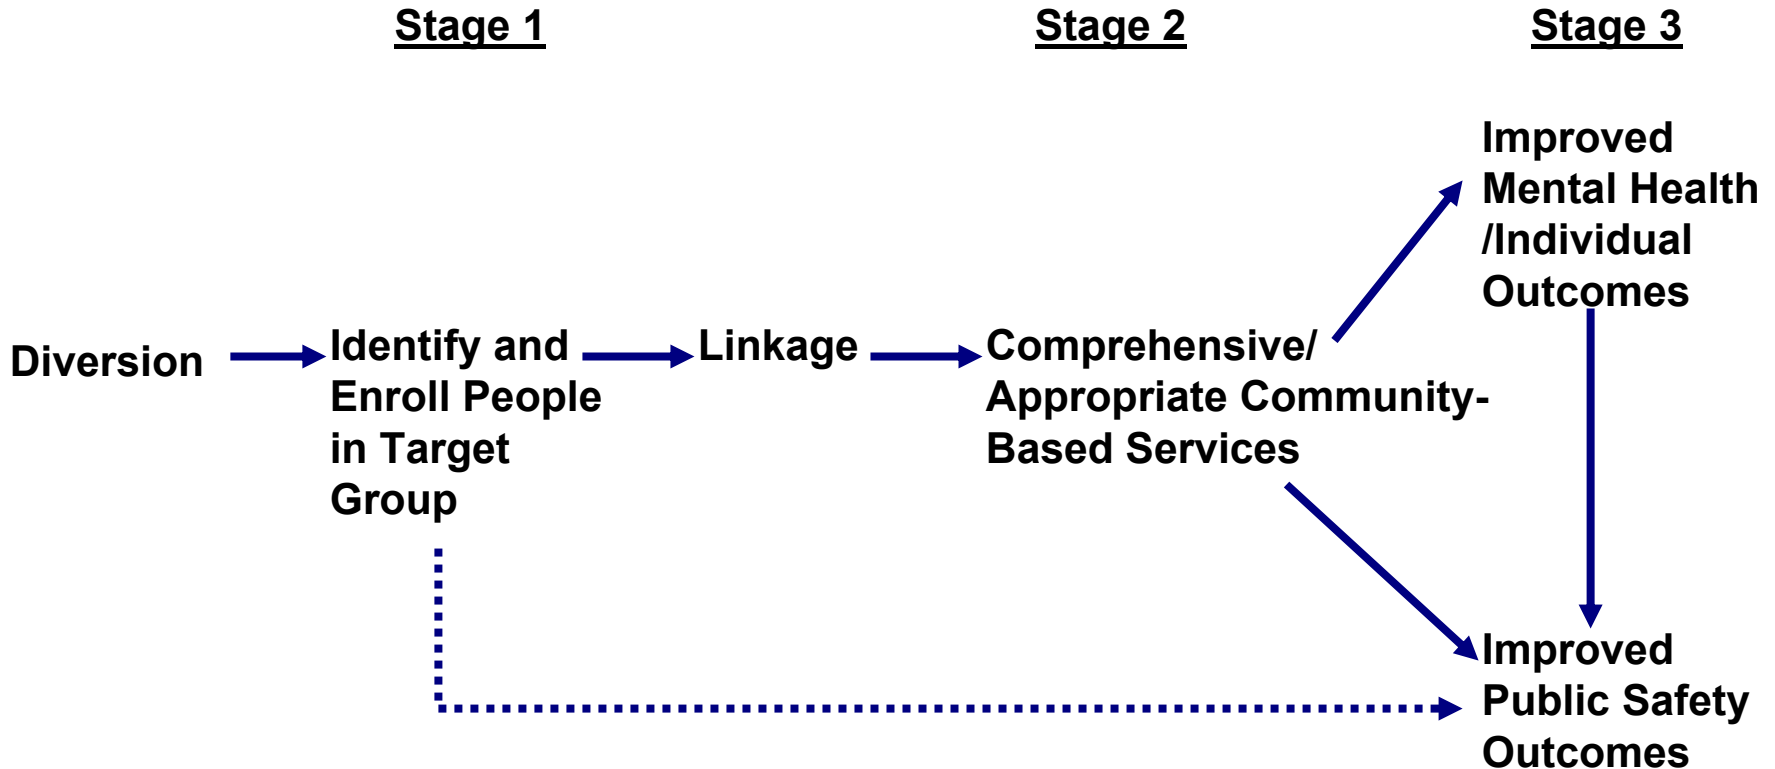 Stage 1
Stage 2
Stage 3
Diversion
Identify and
Enroll People
in Target
Group
Linkage
Comprehensive/
Appropriate Community-
Based Services
Improved
Mental Health
/Individual
Outcomes
Improved
Public Safety
Outcomes